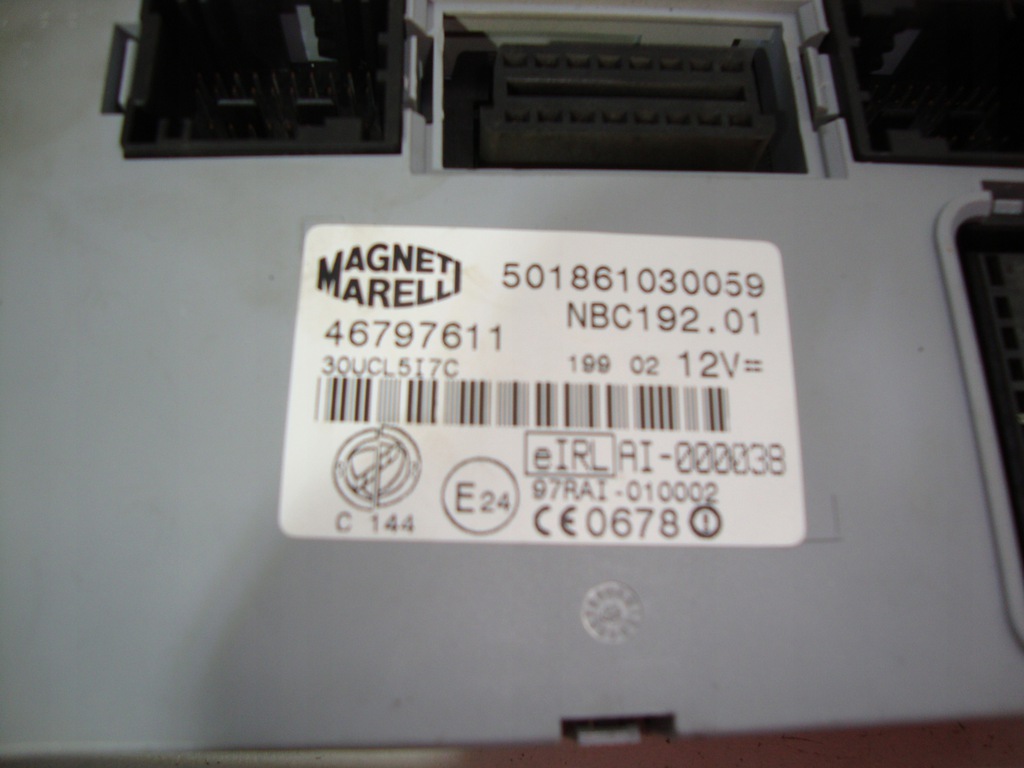 MAGNETI
MARELLI
501861030059
NBC192.01
46797611
30UCL5I7C
199 02 12V=
eIRL AI-000038
97RAI-010002
C 144
E24
CE0678